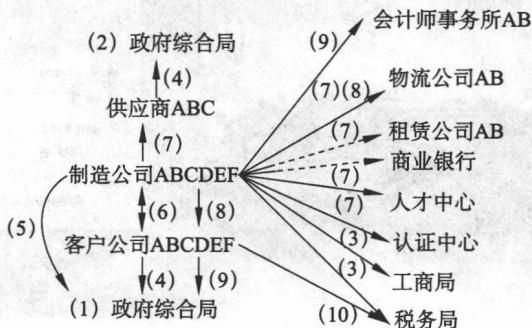 会计师事务所AB
(9)
(2) 政府综合局
(4)
物流公司AB
(7)(8)
供应商ABC
(7)
租赁公司AB
(7)
商业银行
制造公司ABCDEF
(7)
(7)
人才中心
(5)
(6)
(8)
(3)
认证中心
客户公司ABCDEF
(3)
工商局
(4)
(9)
(10)
税务局
(1) 政府综合局